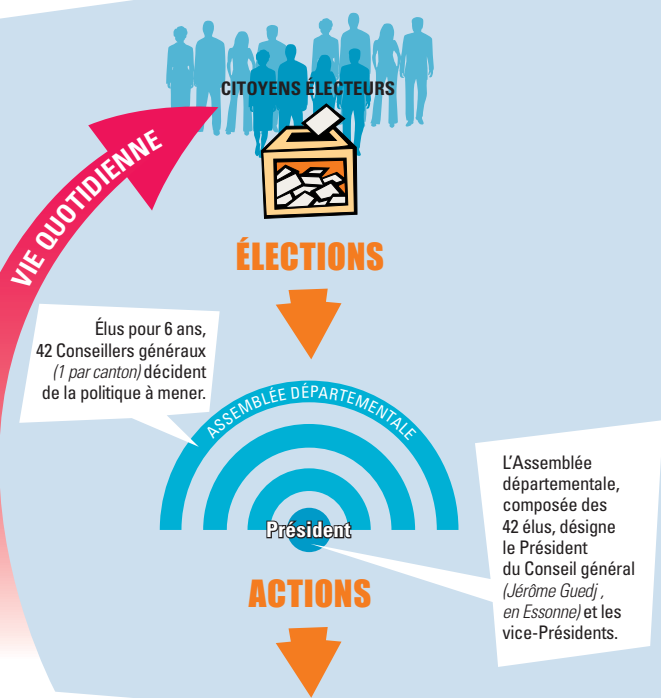 CITOYENS ÉLECTEURS
VIE QUOTIDIENNE
ÉLECTIONS
Élus pour 6 ans,
42 Conseillers généraux
(1 par canton) décident
de la politique à mener.
ASSEMBLÉE DÉPARTEMENTALE
Président
L'Assemblée
départementale,
composée des
42 élus, désigne
le Président
du Conseil général
(Jérôme Guedj ,
en Essonne) et les
vice-Présidents.
ACTIONS